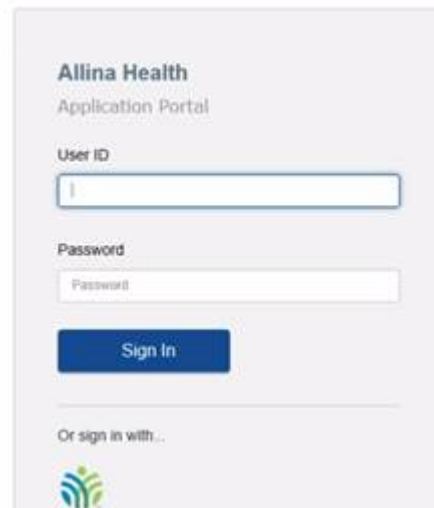 Allina Health
Application Portal
User ID
Password
Password
Sign In
Or sign in with...